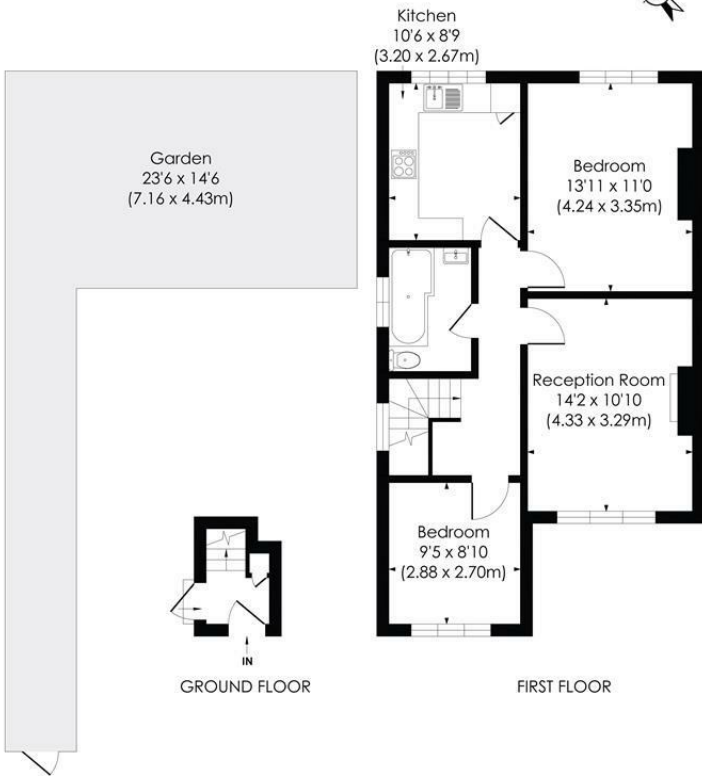 Kitchen
10'6 x 8'9
(3.20 x 2.67m)
Garden
23'6 x 14'6
(7.16 x 4.43m)
Bedroom
13'11 x 11'0
(4.24 x 3.35m)
Reception Room
14'2 x 10'10
(4.33 x 3.29m)
Bedroom
9'5 x 8'10
(2.88 x 2.70m)
IN
GROUND FLOOR
FIRST FLOOR